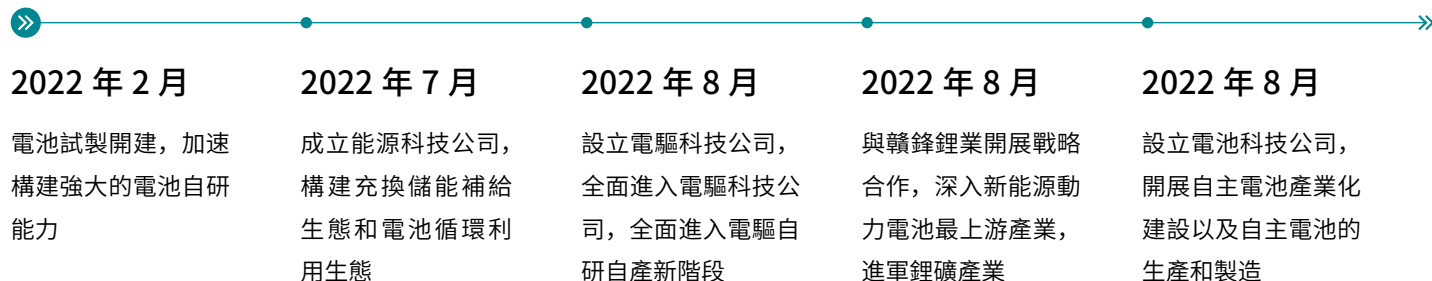 2022 年 2 月
電池試製開建，加速
構建強大的電池自研
能力
2022 年 7 月
成立能源科技公司，
構建充換儲能補給
生態和電池循環利
用生態
2022 年 8 月
設立電驅科技公司，
全面進入電驅科技公
司，全面進入電驅自
研自產新階段
2022 年 8 月
與贛鋒鋰業開展戰略
合作，深入新能源動
力電池最上游產業，
進軍鋰礦產業
2022 年 8 月
設立電池科技公司，
開展自主電池產業化
建設以及自主電池的
生產和製造